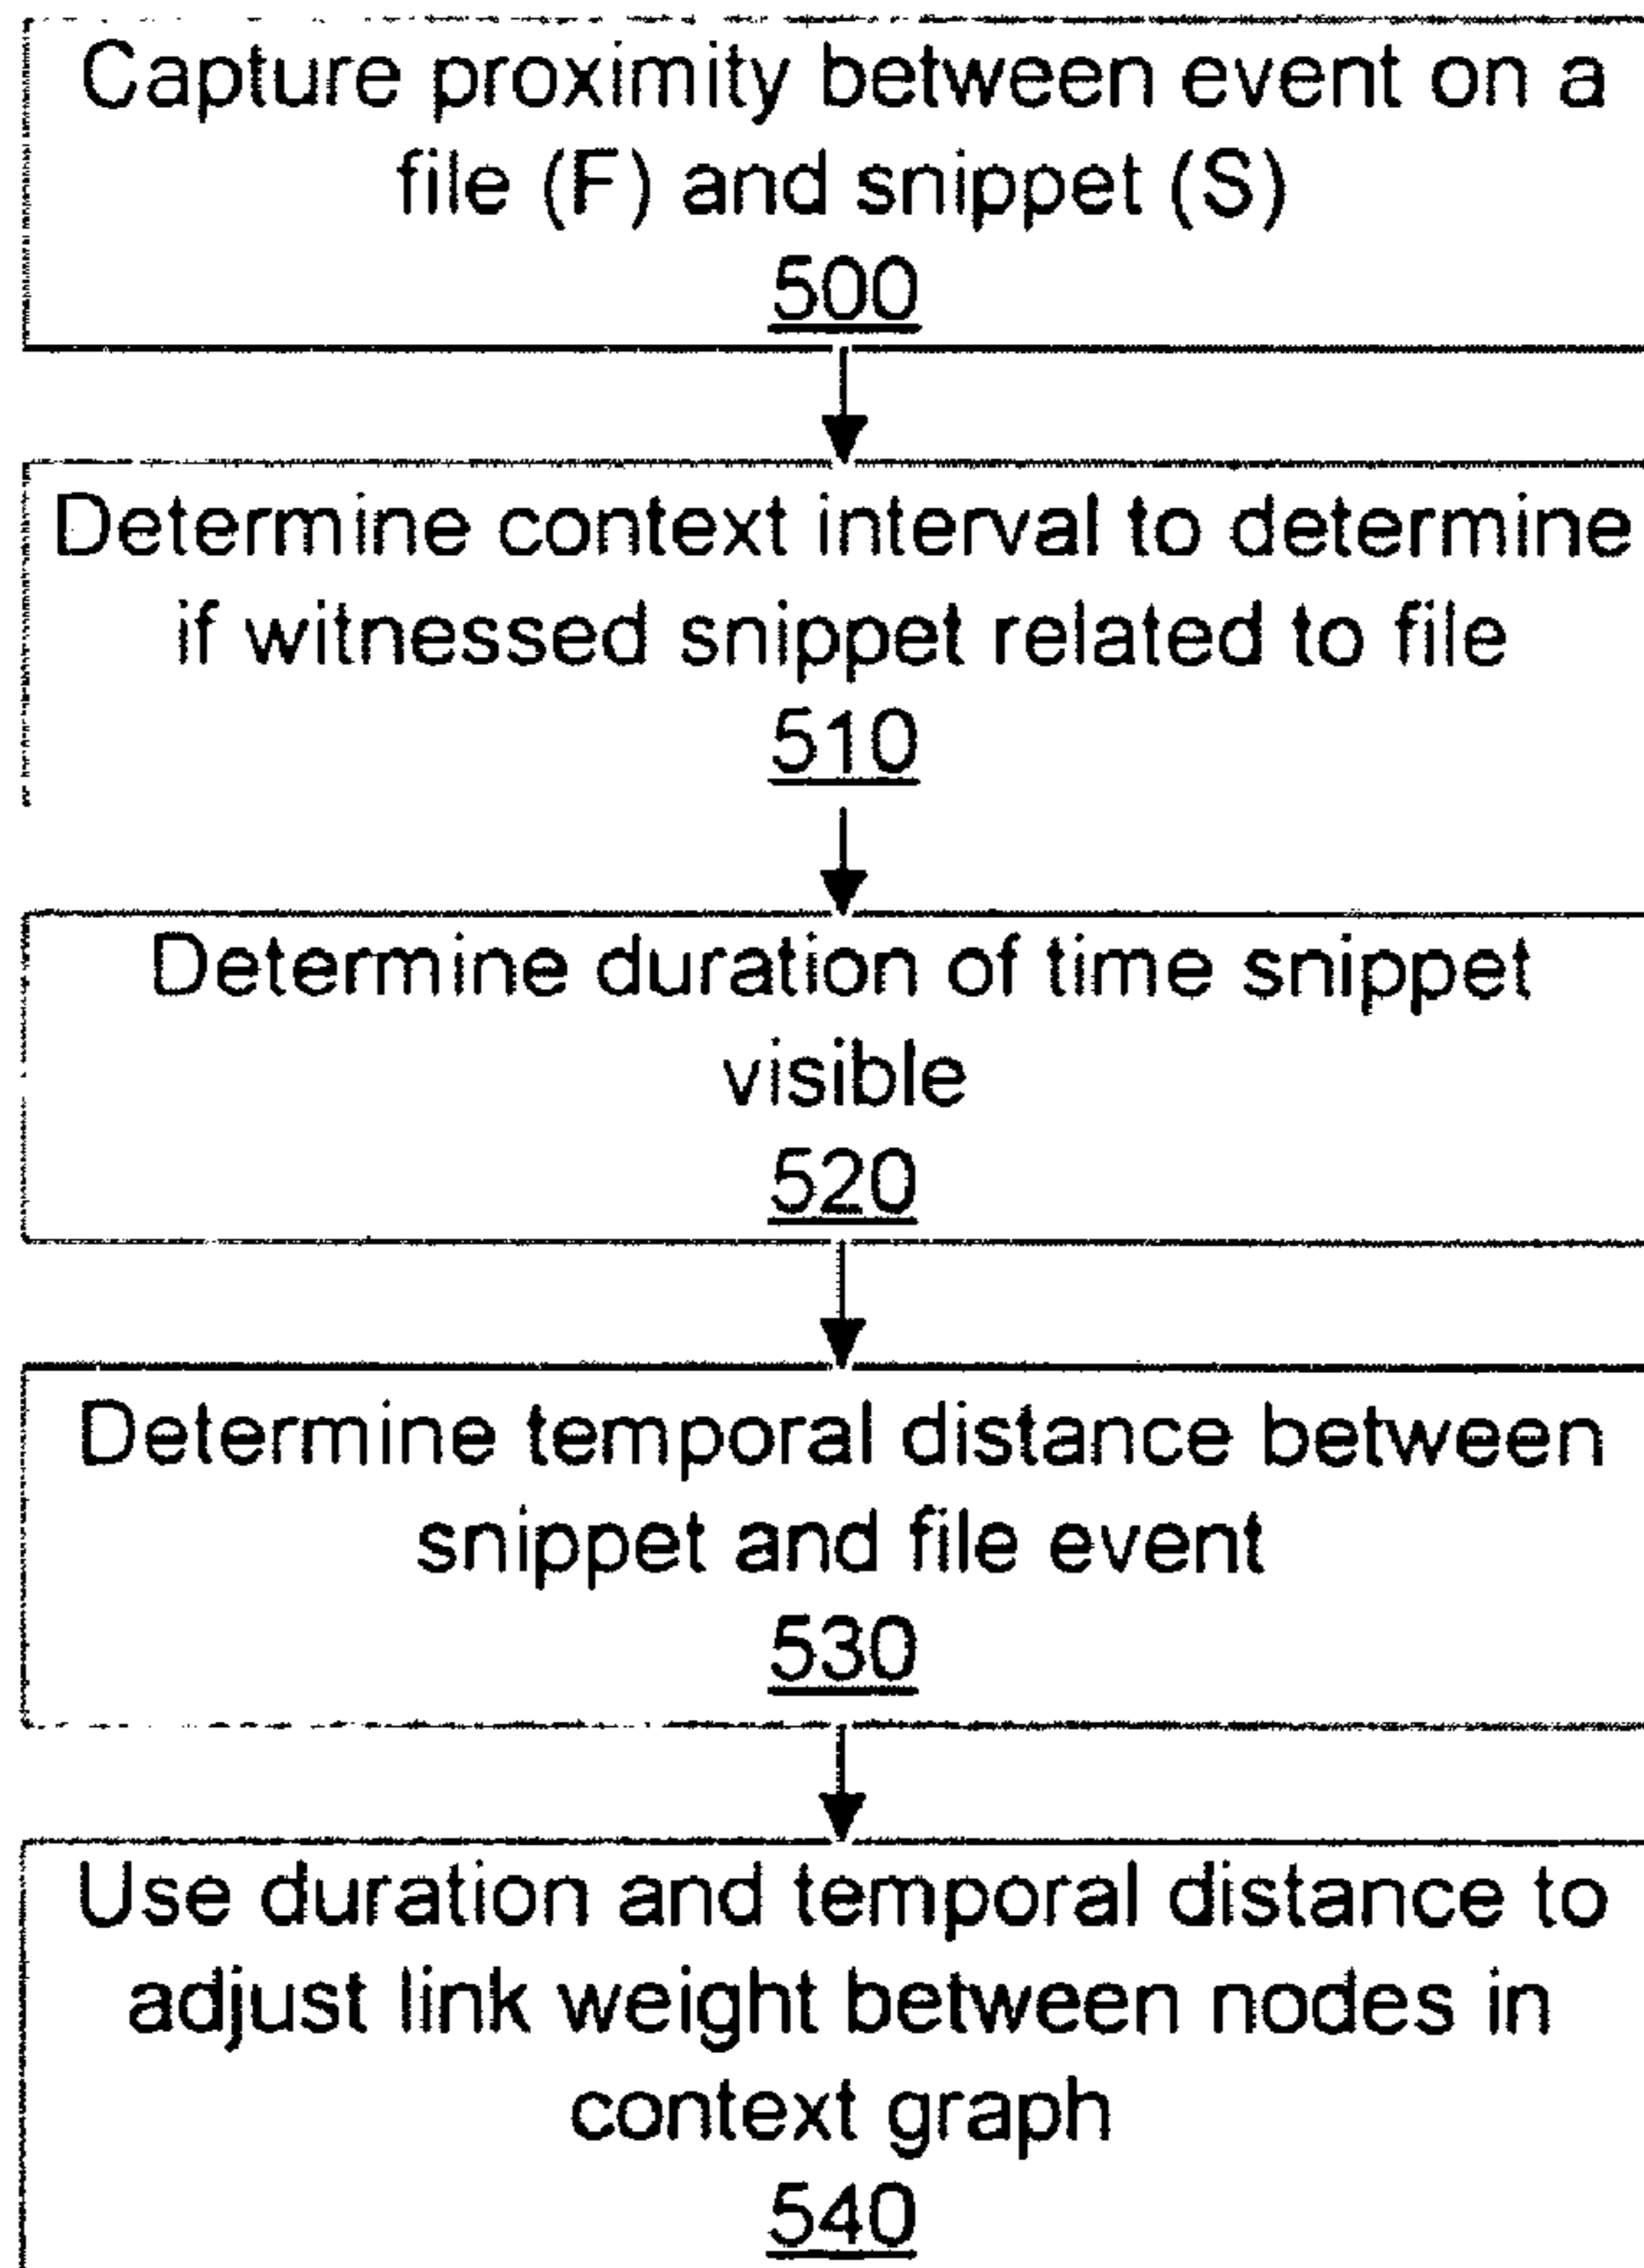 Capture proximity between event on a
file (F) and snippet (S)
500
Determine context interval to determine
if witnessed snippet related to file
510
Determine duration of time snippet
visible
520
Determine temporal distance between
snippet and file event
530
Use duration and temporal distance to
adjust link weight between nodes in
context graph
540